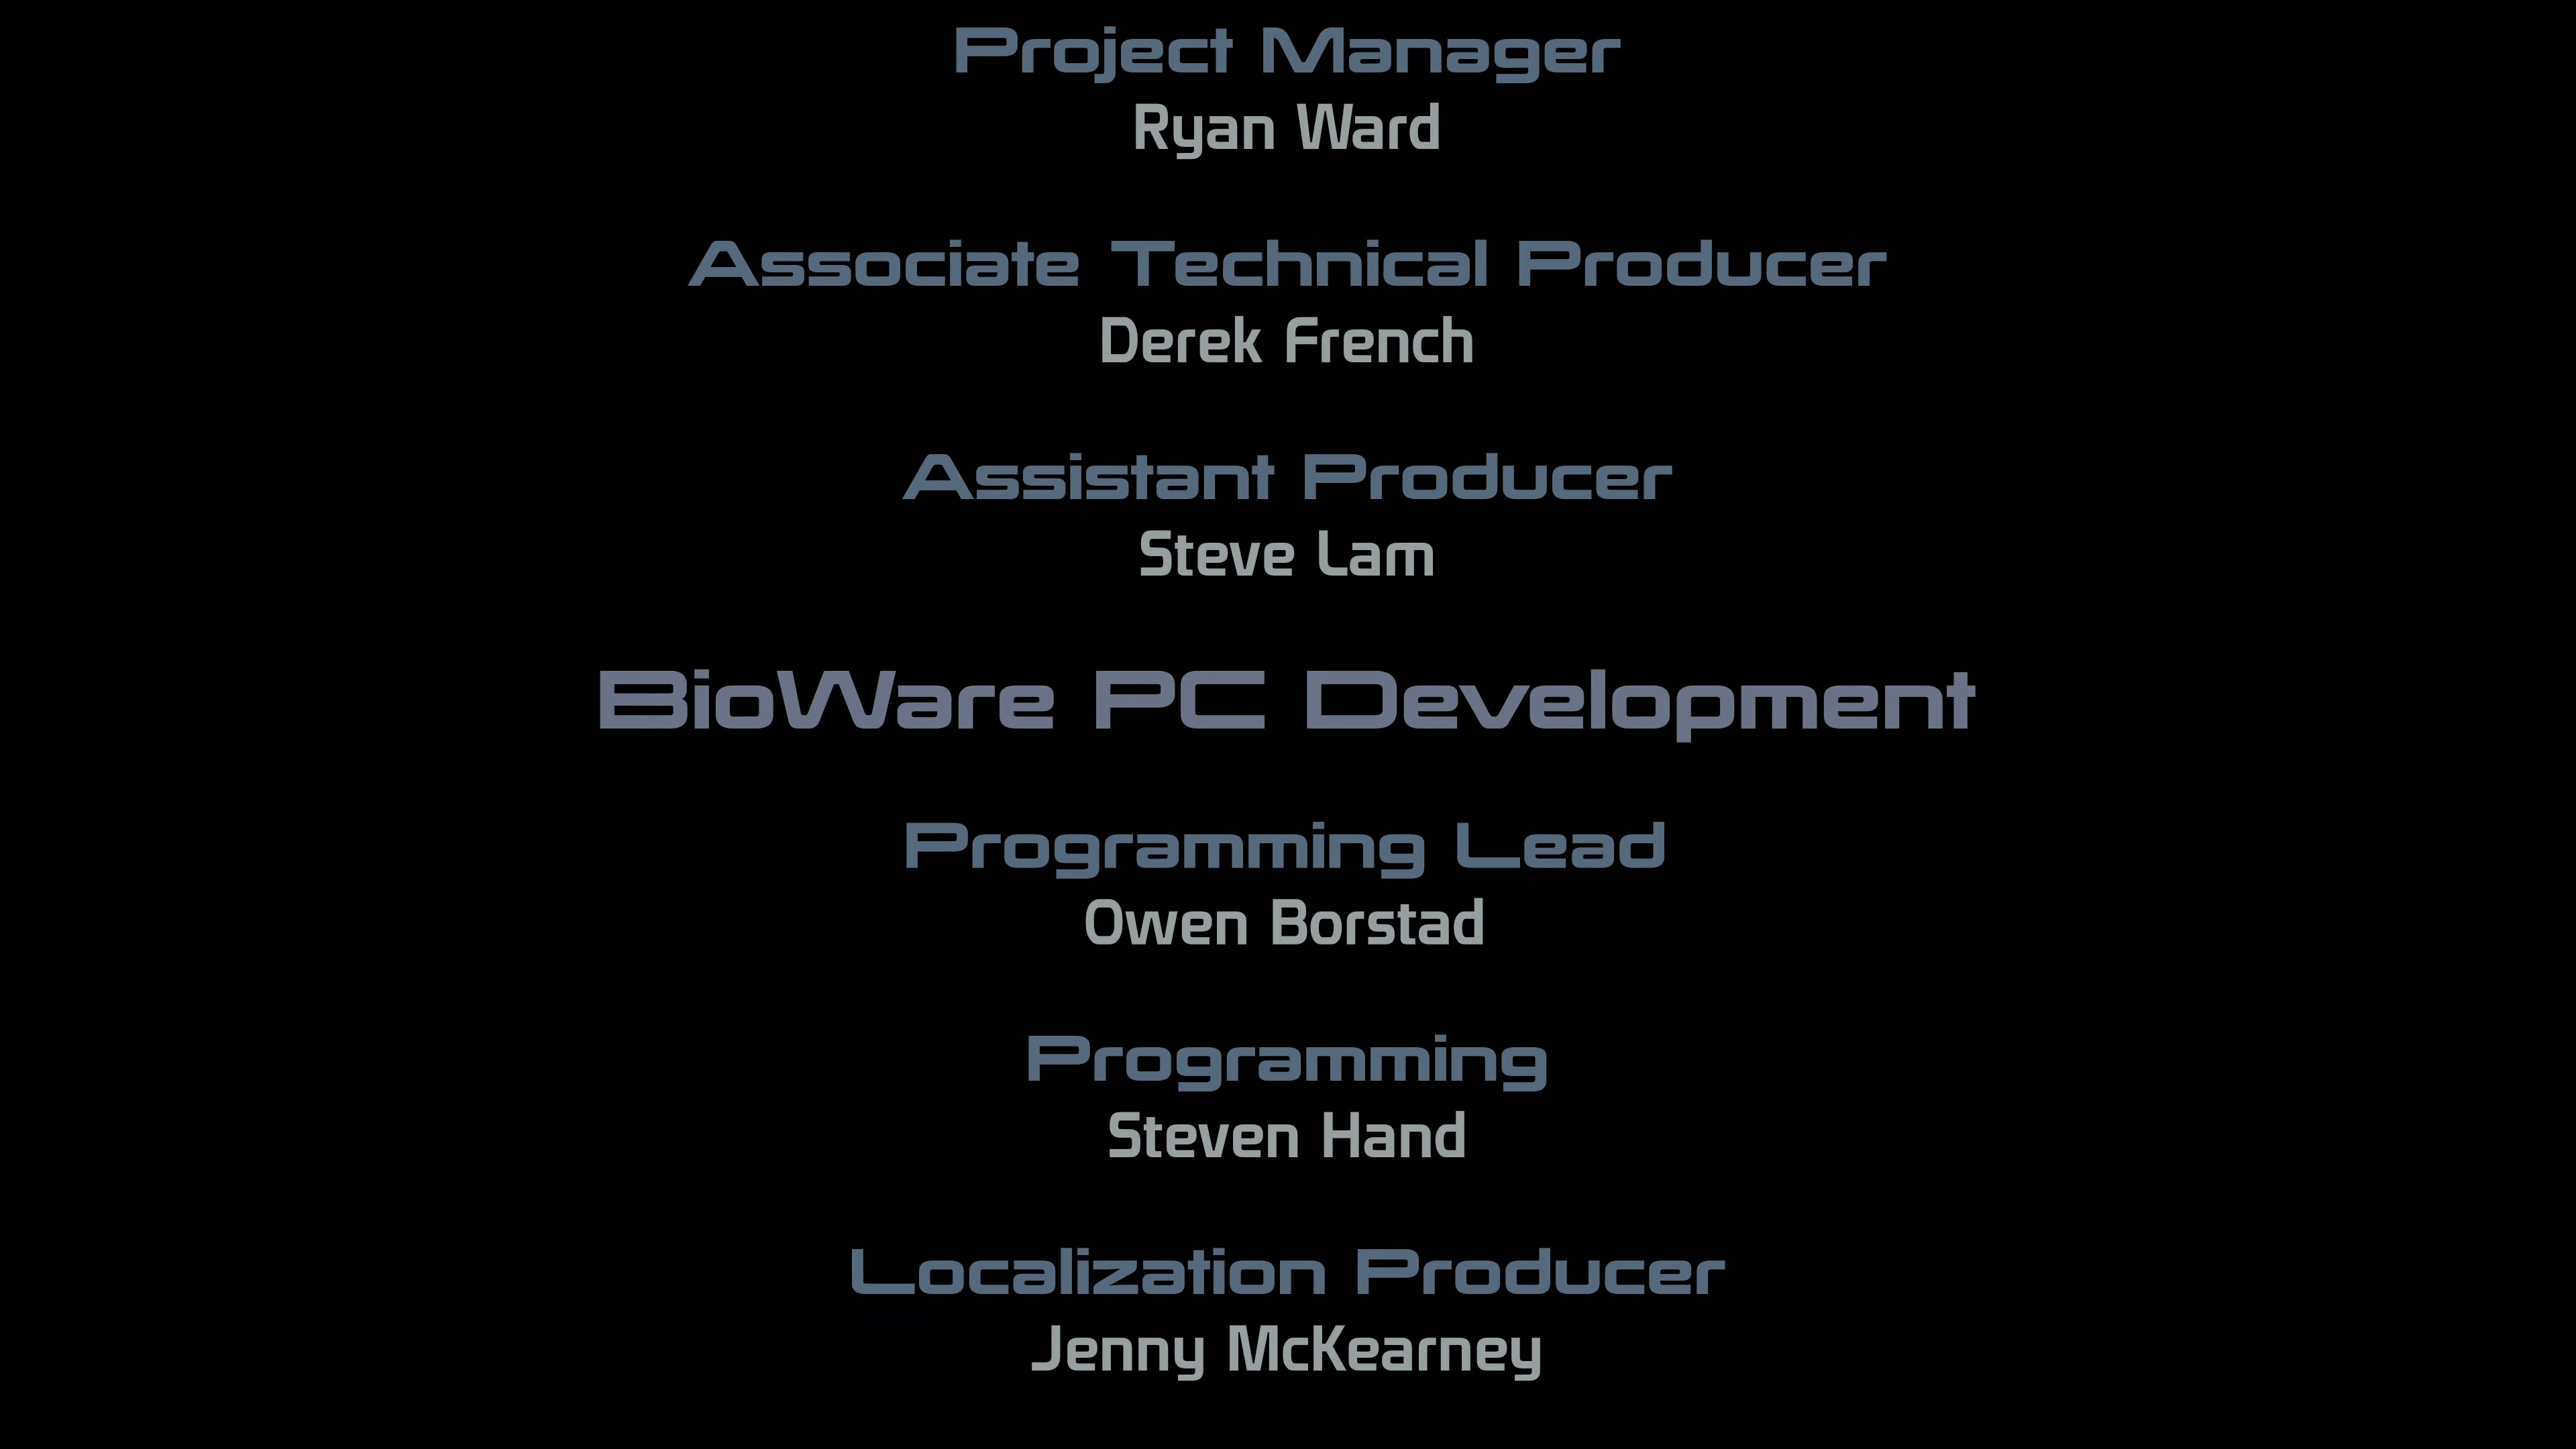 Project Manager
Ryan Ward
Associate Technical Producer
Derek French
Assistant Producer
Steve Lam
BioWare PC Development
Programming Lead
Owen Borstad
Programming
Steven Hand
Localization Producer
Jenny McKearney